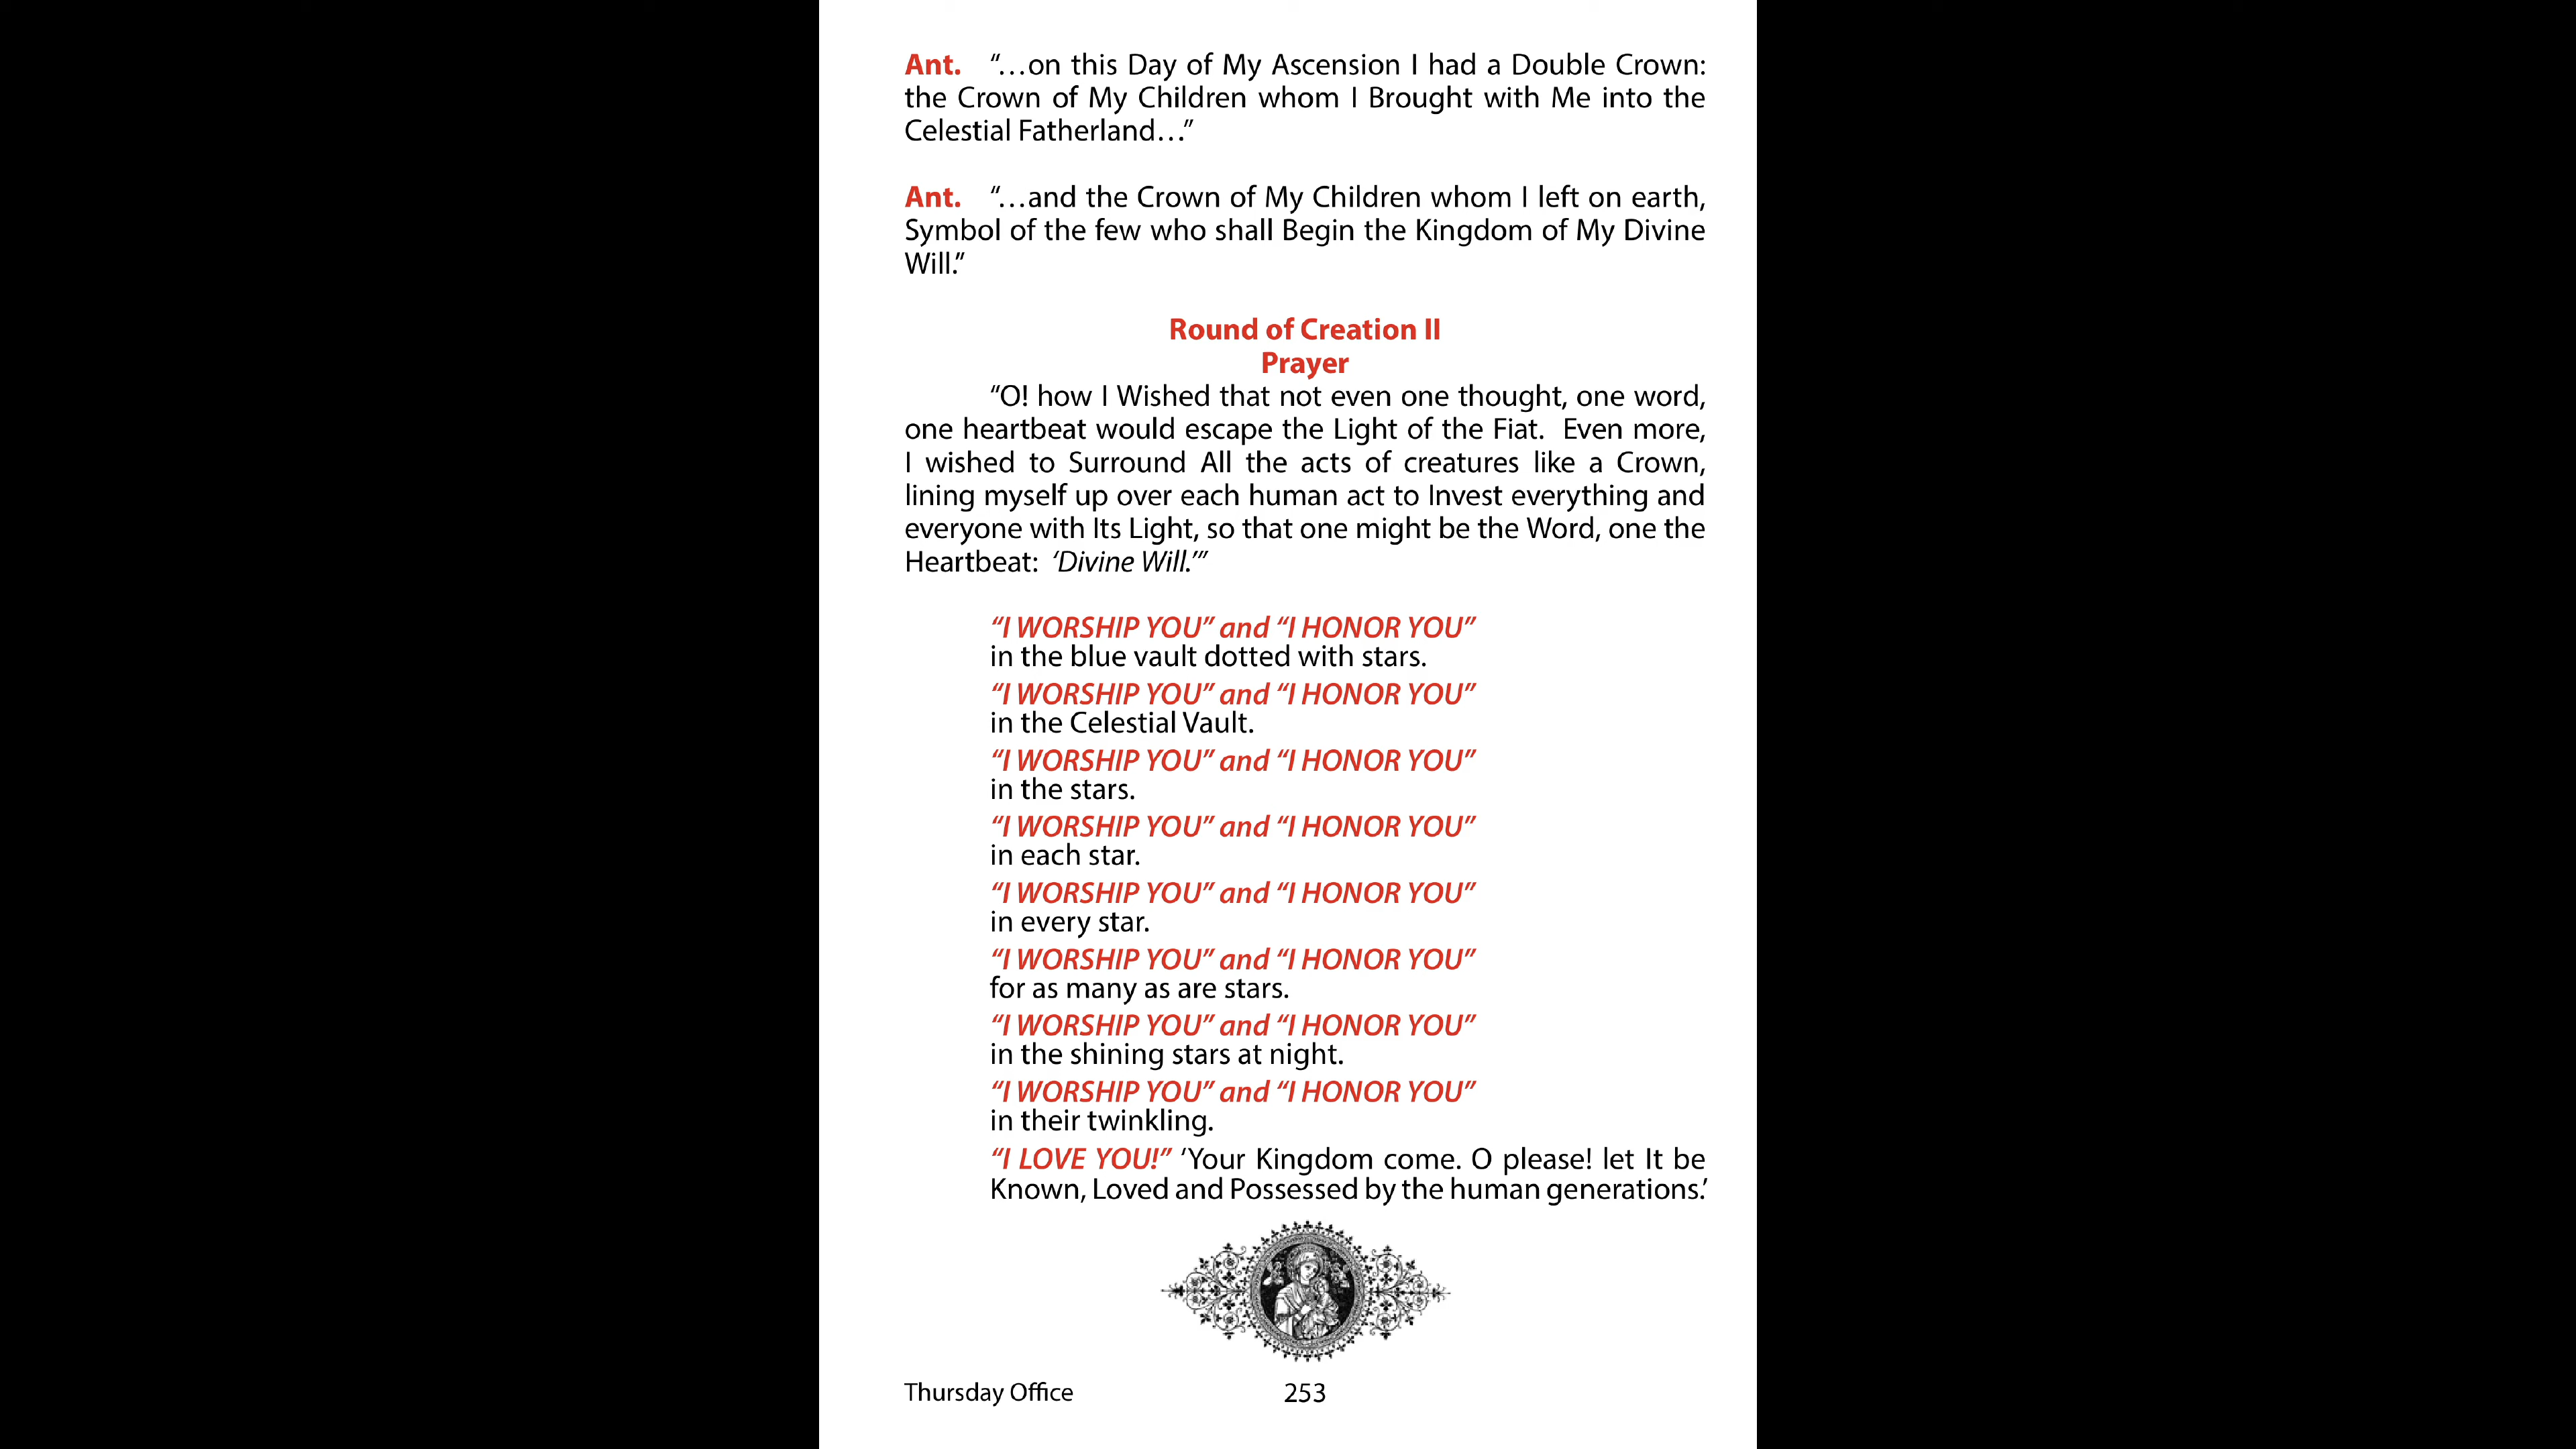 Ant. “…on this Day of My Ascension I had a Double Crown:
the Crown of My Children whom I Brought with Me into the
Celestial Fatherland…”
Ant. “…and the Crown of My Children whom I left on earth,
Symbol of the few who shall Begin the Kingdom of My Divine
Will.”
Round of Creation II
Prayer
“O! how I Wished that not even one thought, one word,
one heartbeat would escape the Light of the Fiat. Even more,
I wished to Surround All the acts of creatures like a Crown,
lining myself up over each human act to Invest everything and
everyone with Its Light, so that one might be the Word, one the
Heartbeat: ‘Divine Will.’”
“I WORSHIP YOU” and “I HONOR YOU”
in the blue vault dotted with stars.
“I WORSHIP YOU” and “I HONOR YOU”
in the Celestial Vault.
“I WORSHIP YOU” and “I HONOR YOU”
in the stars.
“I WORSHIP YOU” and “I HONOR YOU”
in each star.
“I WORSHIP YOU” and “I HONOR YOU”
in every star.
“I WORSHIP YOU” and “I HONOR YOU”
for as many as are stars.
“I WORSHIP YOU” and “I HONOR YOU”
in the shining stars at night.
“I WORSHIP YOU” and “I HONOR YOU”
in their twinkling.
“I LOVE YOU!” ‘Your Kingdom come. O please! let It be
Known, Loved and Possessed by the human generations.’
Thursday Office 253